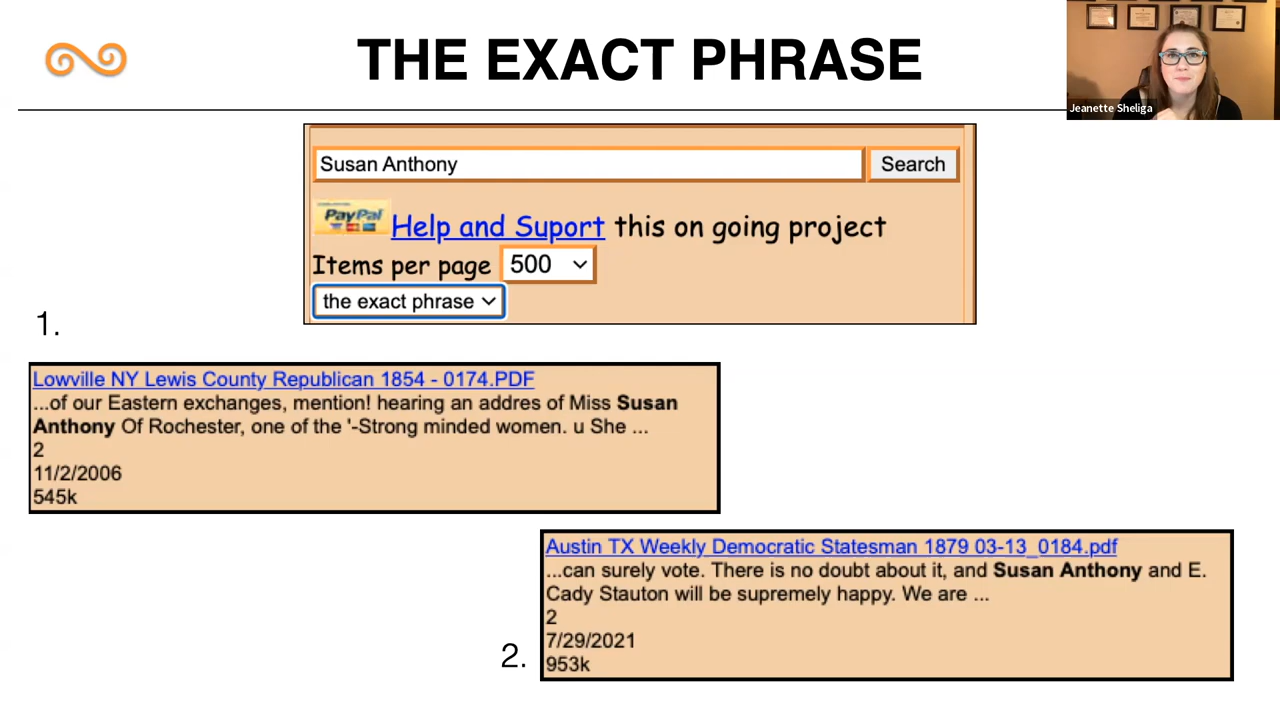 THE EXACT PHRASE
Jeanette Sheliga
Susan Anthony
Search
PayPal
Help and Suport this on going project
Items per page 500
the exact phrase
1.
Lowville NY Lewis County Republican 1854 - 0174.PDF
...of our Eastern exchanges, mention! hearing an addres of Miss Susan
Anthony Of Rochester, one of the '-Strong minded women. u She ...
2
11/2/2006
545k
Austin TX Weekly Democratic Statesman 1879 03-13_0184.pdf
...can surely vote. There is no doubt about it, and Susan Anthony and E.
Cady Stauton will be supremely happy. We are ...
2
7/29/2021
953k
2.